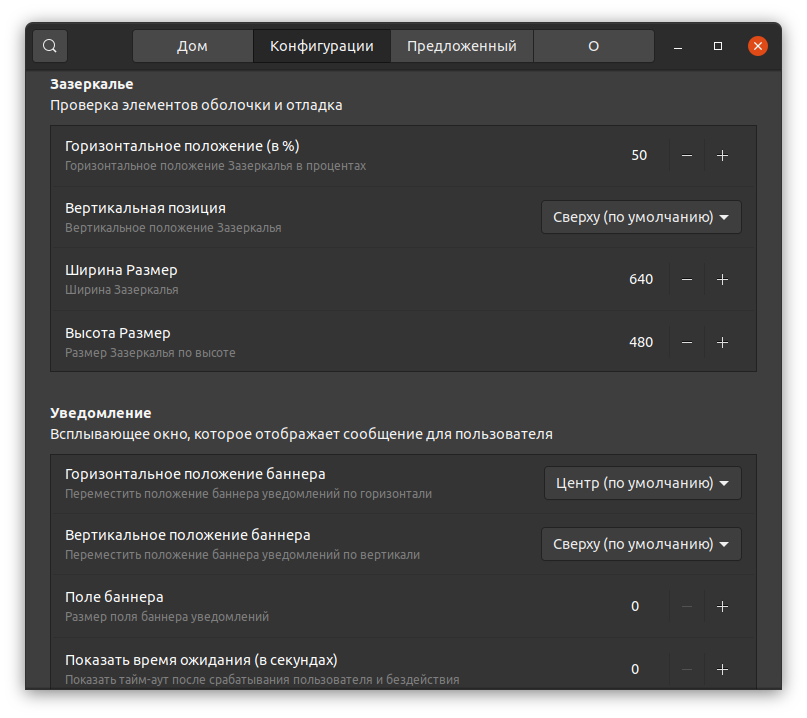 Дом
Конфигурации
Предложенный
О
Зазеркалье
Проверка элементов оболочки и отладка
Горизонтальное положение (в %)
50
Горизонтальное положение Зазеркалья в процентах
Вертикальная позиция
Сверху (по умолчанию)
Вертикальное положение Зазеркалья
Ширина Размер
640
Ширина Зазеркалья
Высота Размер
480
Размер Зазеркалья по высоте
Уведомление
Всплывающее окно, которое отображает сообщение для пользователя
Горизонтальное положение баннера
Центр (по умолчанию)
Переместить положение баннера уведомлений по горизонтали
Вертикальное положение баннера
Сверху (по умолчанию)
Переместить положение баннера уведомлений по вертикали
Поле баннера
0
Размер поля баннера уведомлений
Показать время ожидания (в секундах)
0
Показать тайм-аут после срабатывания пользователя и бездействия